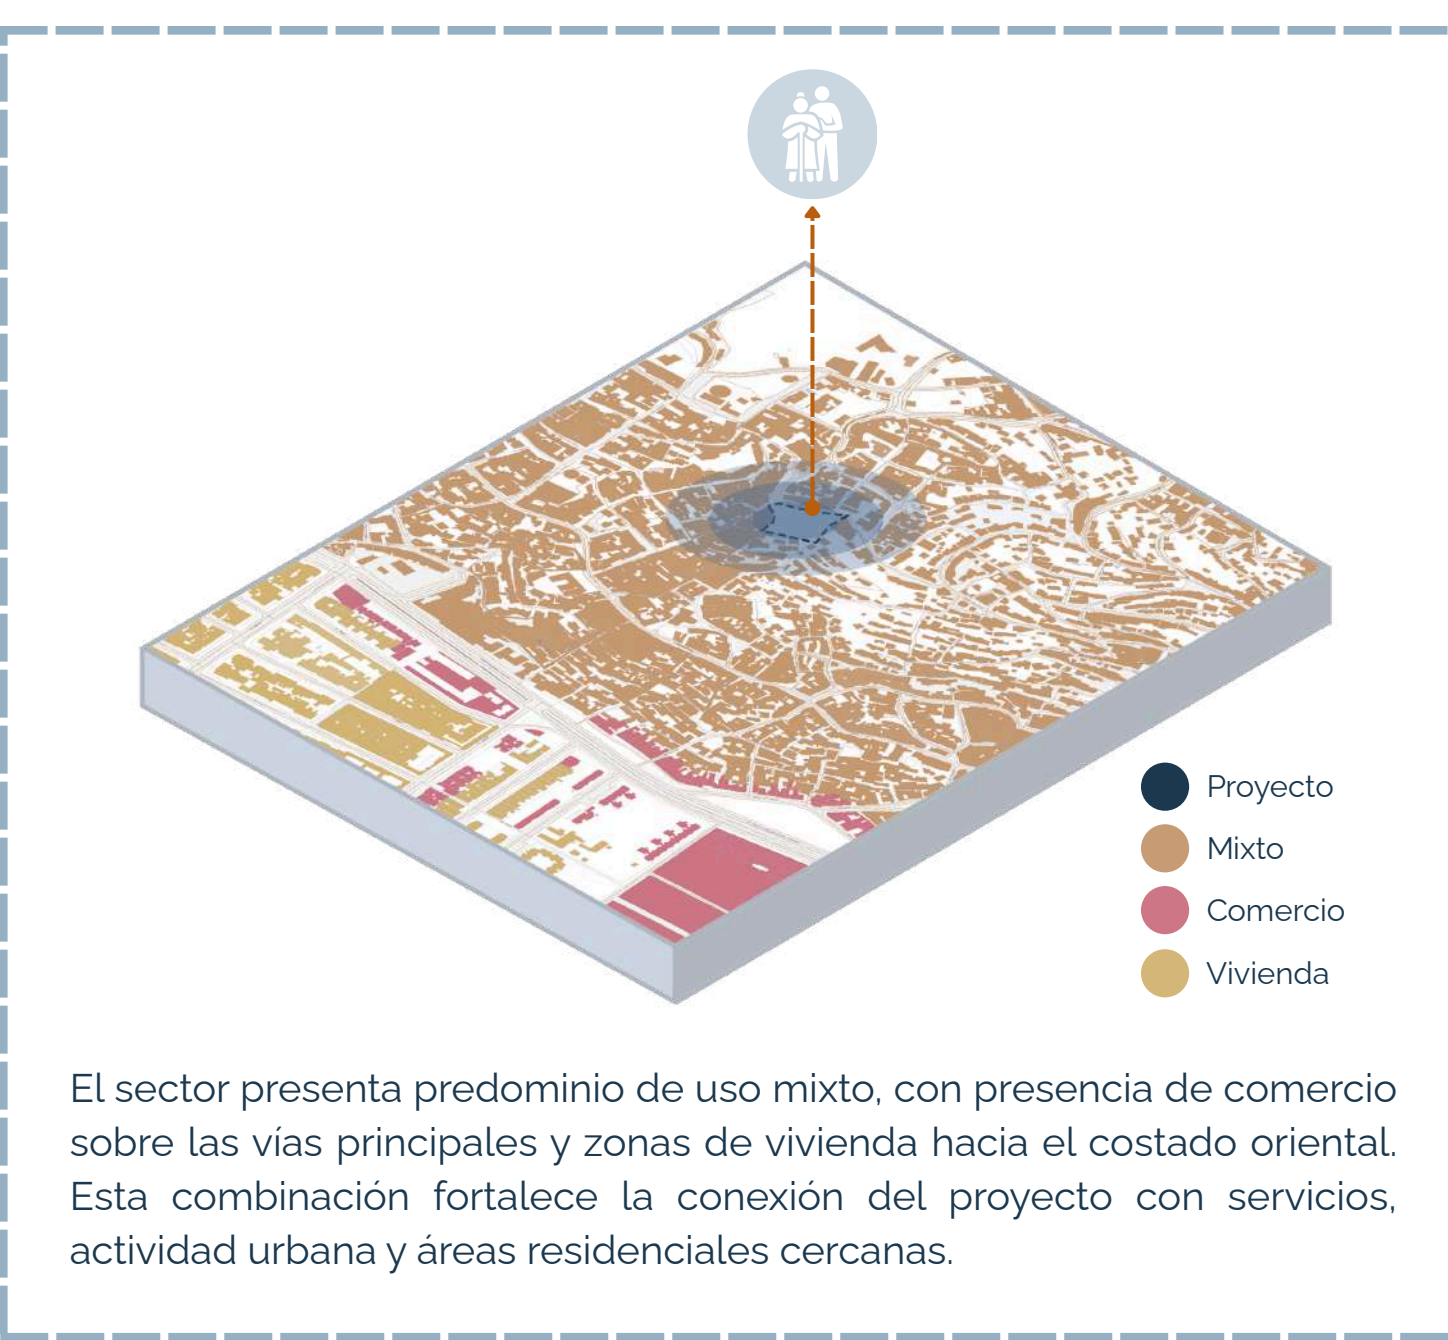 Proyecto
Mixto
Comercio
Vivienda
El sector presenta predominio de uso mixto, con presencia de comercio
sobre las vías principales y zonas de vivienda hacia el costado oriental.
Esta combinación fortalece la conexión del proyecto con servicios,
actividad urbana y áreas residenciales cercanas.